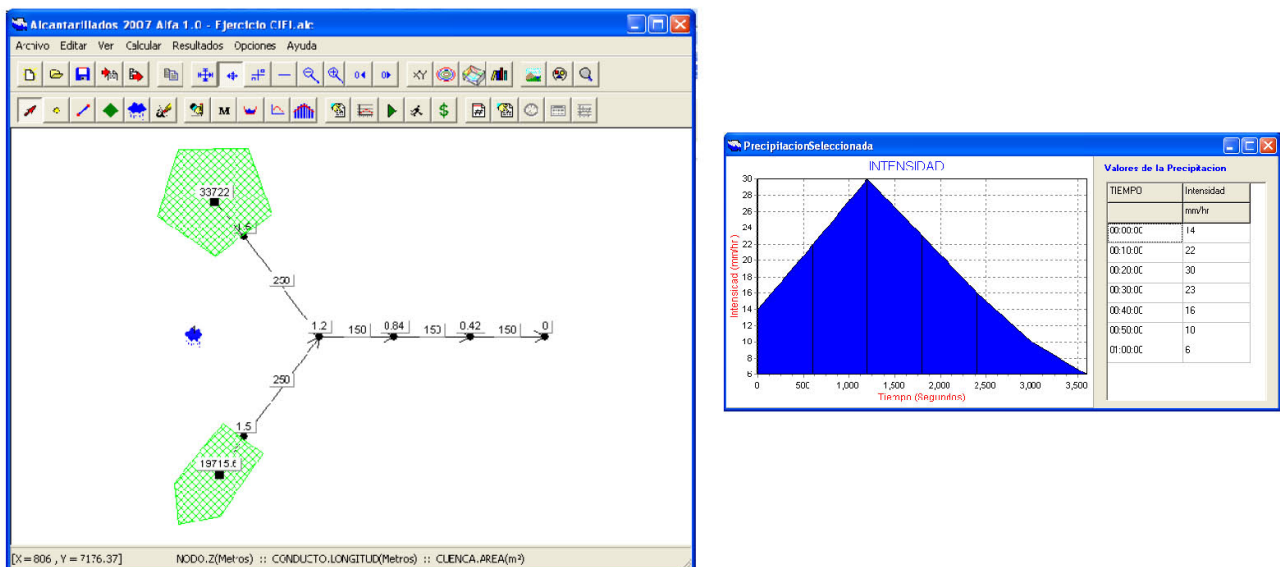 Alcantarillados 2007 Alfa 1.0 - Ejercicio CIEI.alc
Archivo Editar Ver Calcular Resultados Opciones Ayuda
XY
M
$
33722
1.5
250
1.2
150
0.84
150
0.42
150
0
250
1.5
19715.6
[X = 806 , Y = 7176.37] NODO.Z(Metros) :: CONDUCTO.LONGITUD(Metros) :: CUENCA.AREA(m²)
PrecipitacionSeleccionada
INTENSIDAD
Intensidad (mm/hr)
30
28
26
24
22
20
18
16
14
12
10
8
6
0 500 1,000 1,500 2,000 2,500 3,000 3,500
Tiempo (Segundos)
Valores de la Precipitacion
TIEMPO Intensidad
mm/hr
00:00:00 14
00:10:00 22
00:20:00 30
00:30:00 23
00:40:00 16
00:50:00 10
01:00:00 6